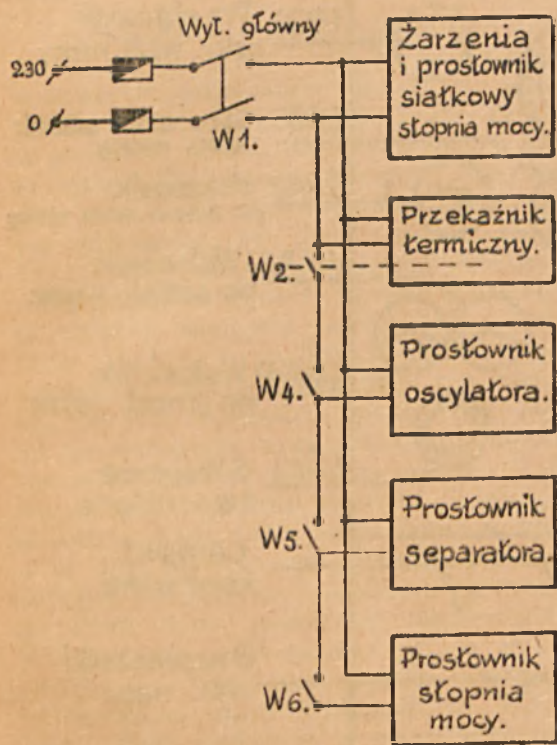 Wył. główny
230
0
W1.
Żarzenia
i prostownik
siatkowy
stopnia mocy.
Przekaźnik
termiczny.
W2.
Prostownik
oscylatora.
W4.
Prostownik
separatora.
W5.
Prostownik
stopnia
mocy.
W6.